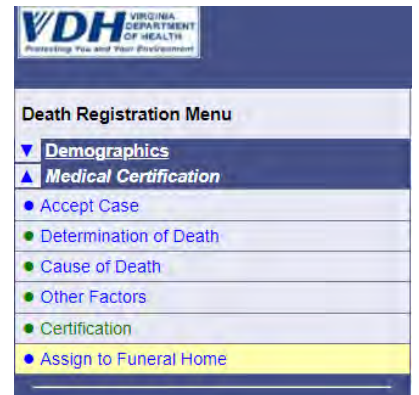 VDH VIRGINIA
DEPARTMENT
OF HEALTH
Protecting You and Your Environment
Death Registration Menu
Demographics
Medical Certification
Accept Case
Determination of Death
Cause of Death
Other Factors
Certification
Assign to Funeral Home